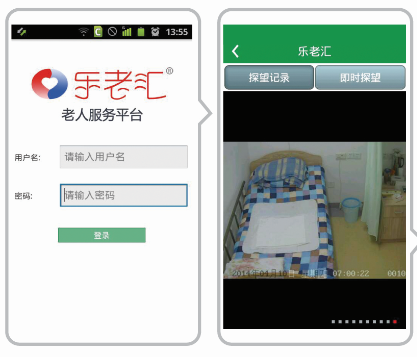 13:55
乐老汇®
老人服务平台
用户名:
请输入用户名
密码:
请输入密码
登录
乐老汇
探望记录
即时探望
07:00:22
0010